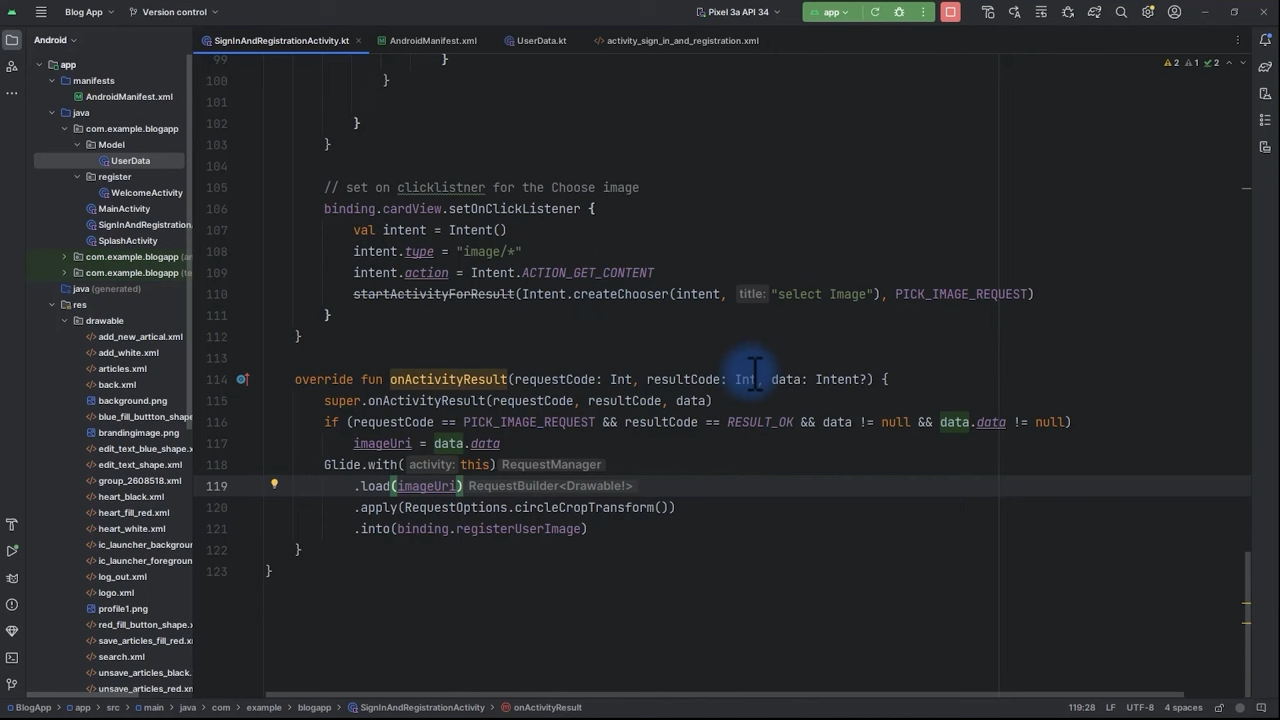 Blog App
Version control
Pixel 3a API 34
app
Android
SignInAndRegistrationActivity.kt
AndroidManifest.xml
UserData.kt
activity_sign_in_and_registration.xml
app
manifests
AndroidManifest.xml
java
com.example.blogapp
Model
UserData
register
WelcomeActivity
MainActivity
SignInAndRegistration
SplashActivity
com.example.blogapp (an
com.example.blogapp (te
java (generated)
res
drawable
add_new_artical.xml
add_white.xml
articles.xml
back.xml
background.png
blue_fill_buttton_shape
brandingimage.png
edit_text_blue_shape.x
edit_text_shape.xml
group_2608518.xml
heart_black.xml
heart_fill_red.xml
heart_white.xml
ic_launcher_backgroun
ic_launcher_foregroun
log_out.xml
logo.xml
profile1.png
red_fill_button_shape.x
save_articles_fill_red.xm
search.xml
unsave_articles_black.
unsave_articles_red.xm
2 1 2
99 }
100 }
101
102 }
103 }
104
105 // set on clicklistner for the Choose image
106 binding.cardView.setOnClickListener {
107 val intent = Intent()
108 intent.type = "image/*"
109 intent.action = Intent.ACTION_GET_CONTENT
110 startActivityForResult(Intent.createChooser(intent, title: "select Image"), PICK_IMAGE_REQUEST)
111 }
112 }
113
114 override fun onActivityResult(requestCode: Int, resultCode: Int, data: Intent?) {
115 super.onActivityResult(requestCode, resultCode, data)
116 if (requestCode == PICK_IMAGE_REQUEST && resultCode == RESULT_OK && data != null && data.data != null)
117 imageUri = data.data
118 Glide.with( activity: this) RequestManager
119 .load(imageUri) RequestBuilder<Drawable!>
120 .apply(RequestOptions.circleCropTransform())
121 .into(binding.registerUserImage)
122 }
123 }
BlogApp > app > src > main > java > com > example > blogapp > SignInAndRegistrationActivity > onActivityResult
119:28 LF UTF-8 4 spaces